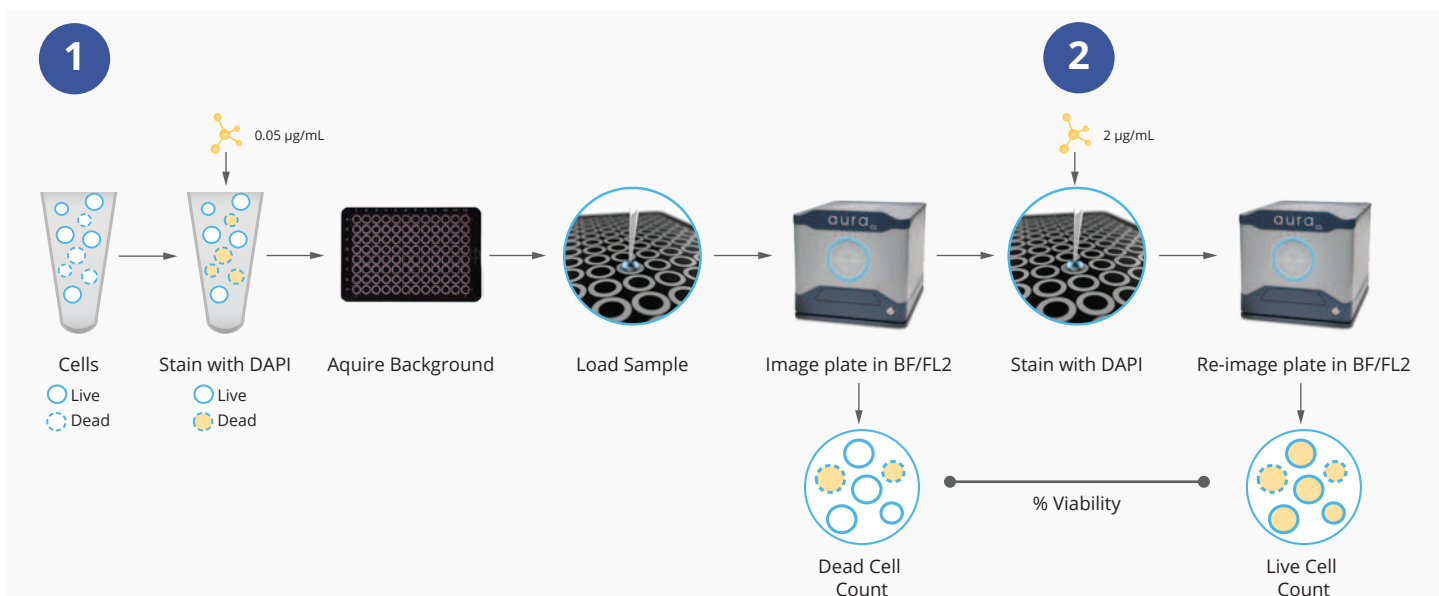 1
2
0.05 µg/mL
2 µg/mL
aura
CL
aura
CL
Cells
Stain with DAPI
Aquire Background
Load Sample
Image plate in BF/FL2
Stain with DAPI
Re-image plate in BF/FL2
Live
Dead
Live
Dead
% Viability
Dead Cell
Count
Live Cell
Count